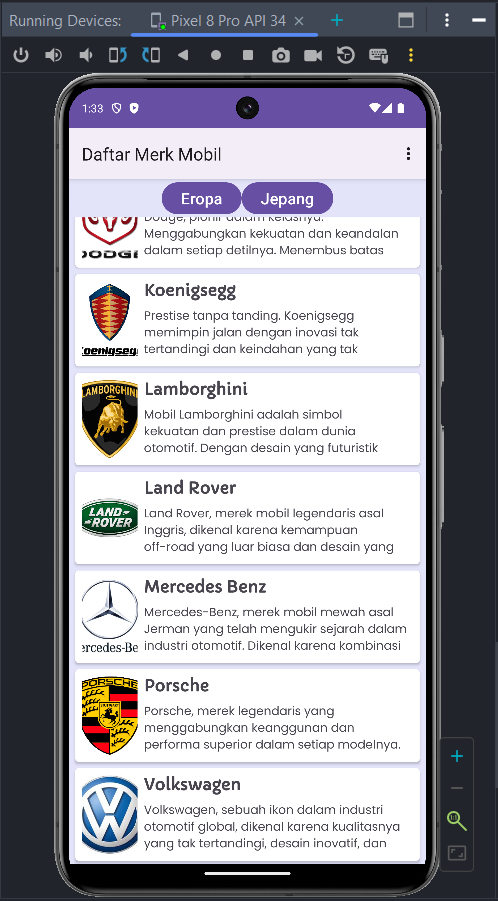 Running Devices:
Pixel 8 Pro API 34
1:33
Daftar Merk Mobil
Eropa
Jepang
Dodge, pionir dalam kelasnya.
Menggabungkan kekuatan dan keandalan
dalam setiap detilnya. Menembus batas
DODGE
Koenigsegg
Prestise tanpa tanding. Koenigsegg
memimpin jalan dengan inovasi tak
tertandingi dan keindahan yang tak
Koenigsegg
LAMBORGHINI
Lamborghini
Mobil Lamborghini adalah simbol
kekuatan dan prestise dalam dunia
otomotif. Dengan desain yang futuristik
Land Rover
LAND-
ROVER
Land Rover, merek mobil legendaris asal
Inggris, dikenal karena kemampuan
off-road yang luar biasa dan desain yang
Mercedes Benz
Mercedes-Benz, merek mobil mewah asal
Jerman yang telah mengukir sejarah dalam
industri otomotif. Dikenal karena kombinasi
ercedes-Be
PORSCHE
Porsche
Porsche, merek legendaris yang
menggabungkan keanggunan dan
performa superior dalam setiap modelnya.
Volkswagen
Volkswagen, sebuah ikon dalam industri
otomotif global, dikenal karena kualitasnya
yang tak tertandingi, desain inovatif, dan